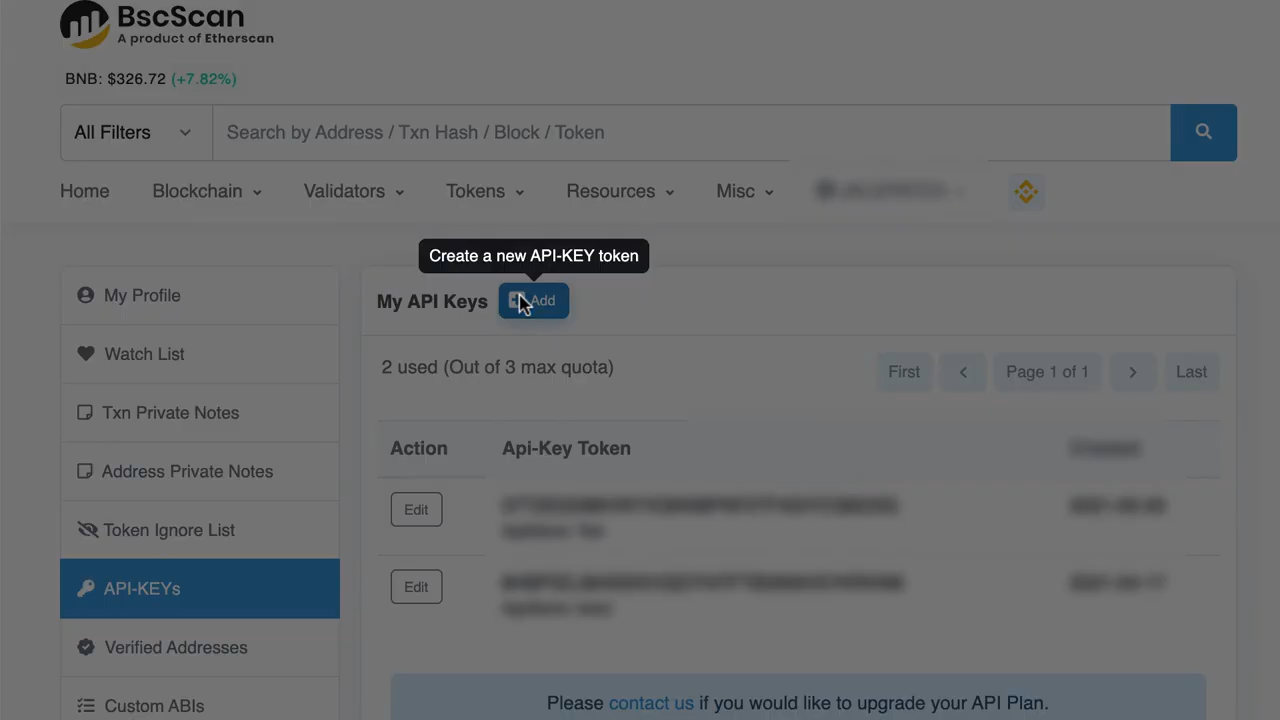 BscScan
A product of Etherscan
BNB: $326.72 (+7.82%)
All Filters
Search by Address / Txn Hash / Block / Token
Home Blockchain Validators Tokens Resources Misc
Create a new API-KEY token
My Profile
My API Keys Add
Watch List
2 used (Out of 3 max quota)
First Page 1 of 1 Last
Txn Private Notes
Action Api-Key Token
Address Private Notes
Edit
Token Ignore List
Edit
API-KEYs
Verified Addresses
Custom ABIs
Please contact us if you would like to upgrade your API Plan.